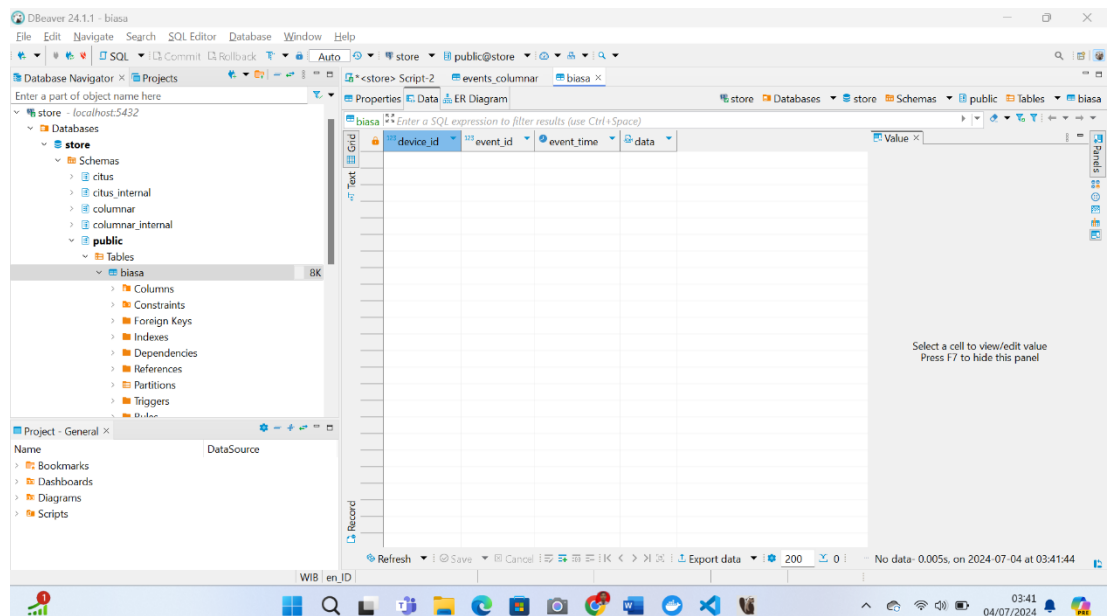 DBeaver 24.1.1 - biasa
File Edit Navigate Search SQL Editor Database Window Help
SQL Commit Rollback Auto store public@store
Database Navigator Projects
*<store> Script-2 events_columnar biasa
Enter a part of object name here
Properties Data ER Diagram store Databases store Schemas public Tables biasa
store - localhost:5432
biasa Enter a SQL expression to filter results (use Ctrl+Space)
Databases
store
Schemas
citus
citus_internal
columnar
columnar_internal
public
Tables
biasa 8K
Columns
Constraints
Foreign Keys
Indexes
Dependencies
References
Partitions
Triggers
Rules
Grid
Text
Record
123 device_id 123 event_id event_time data
Value
Panels
Select a cell to view/edit value
Press F7 to hide this panel
Project - General
Name DataSource
Bookmarks
Dashboards
Diagrams
Scripts
Refresh Save Cancel Export data 200 0 No data- 0.005s, on 2024-07-04 at 03:41:44
WIB en_ID
1
03:41
04/07/2024
PRE